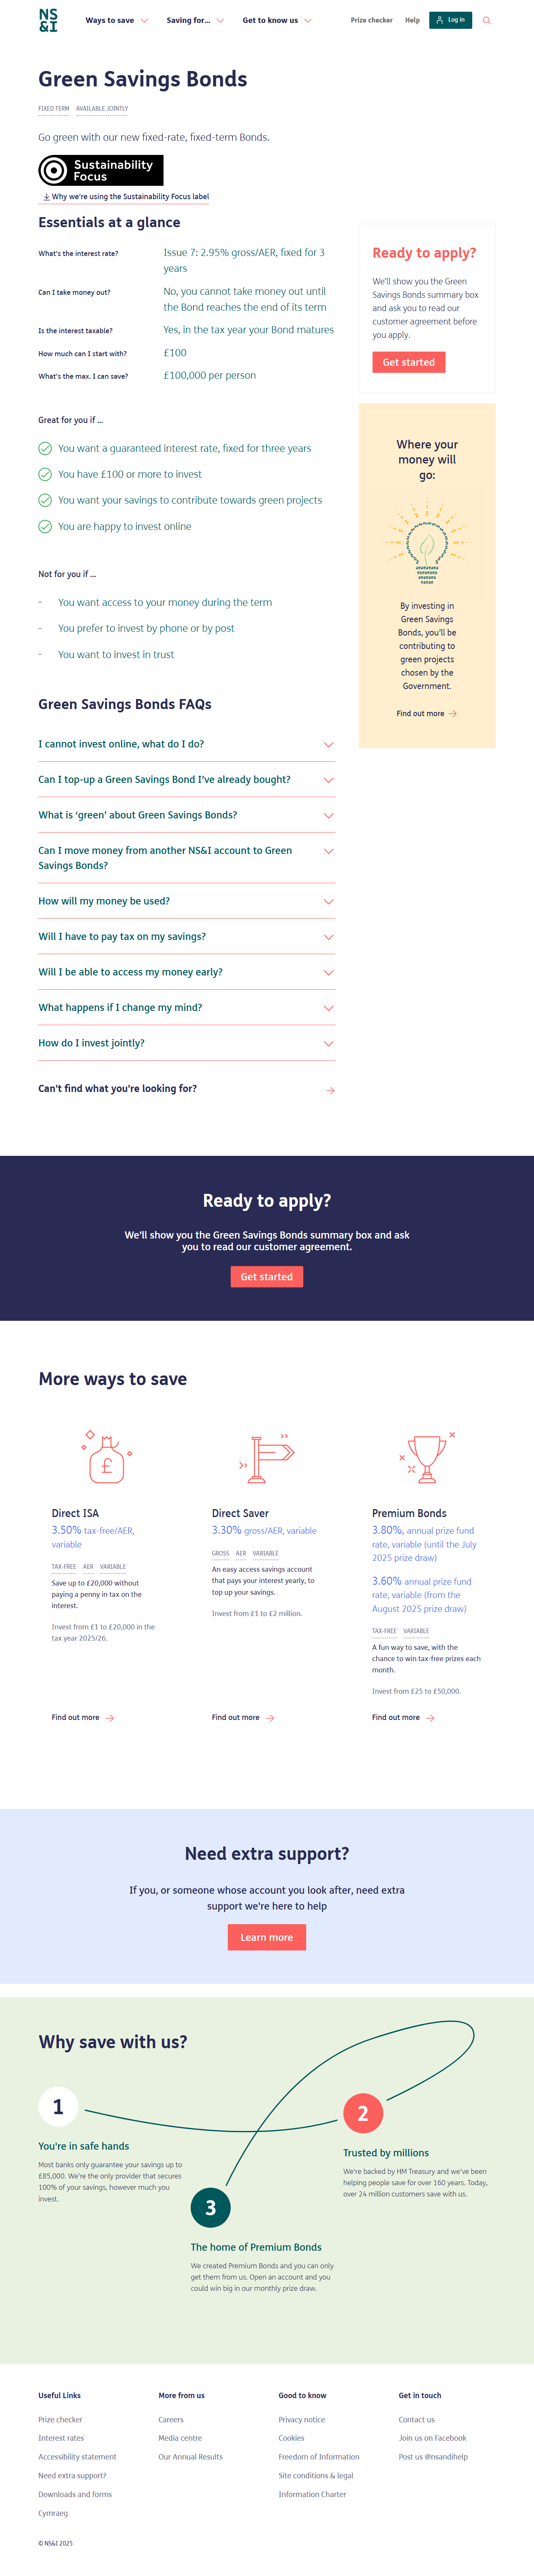 NS
&I
Ways to save
Saving for...
Get to know us
Prize checker
Help
Log in
Green Savings Bonds
FIXED TERM
AVAILABLE JOINTLY
Go green with our new fixed-rate, fixed-term Bonds.
Sustainability
Focus
Why we're using the Sustainability Focus label
Essentials at a glance
What's the interest rate?
Issue 7: 2.95% gross/AER, fixed for 3
years
Can I take money out?
No, you cannot take money out until
the Bond reaches the end of its term
Is the interest taxable?
Yes, in the tax year your Bond matures
How much can I start with?
£100
What's the max. I can save?
£100,000 per person
Great for you if ...
You want a guaranteed interest rate, fixed for three years
You have £100 or more to invest
You want your savings to contribute towards green projects
You are happy to invest online
Not for you if ...
– You want access to your money during the term
– You prefer to invest by phone or by post
– You want to invest in trust
Ready to apply?
We'll show you the Green
Savings Bonds summary box
and ask you to read our
customer agreement before
you apply.
Get started
Where your
money will
go:
By investing in
Green Savings
Bonds, you'll be
contributing to
green projects
chosen by the
Government.
Find out more
Green Savings Bonds FAQs
I cannot invest online, what do I do?
Can I top-up a Green Savings Bond I've already bought?
What is ‘green’ about Green Savings Bonds?
Can I move money from another NS&I account to Green
Savings Bonds?
How will my money be used?
Will I have to pay tax on my savings?
Will I be able to access my money early?
What happens if I change my mind?
How do I invest jointly?
Can't find what you're looking for?
Ready to apply?
We'll show you the Green Savings Bonds summary box and ask
you to read our customer agreement.
Get started
More ways to save
Direct ISA
3.50% tax-free/AER,
variable
TAX-FREE AER VARIABLE
Save up to £20,000 without
paying a penny in tax on the
interest.
Invest from £1 to £20,000 in the
tax year 2025/26.
Find out more
Direct Saver
3.30% gross/AER, variable
GROSS AER VARIABLE
An easy access savings account
that pays your interest yearly, to
top up your savings.
Invest from £1 to £2 million.
Find out more
Premium Bonds
3.80%, annual prize fund
rate, variable (until the July
2025 prize draw)
3.60% annual prize fund
rate, variable (from the
August 2025 prize draw)
TAX-FREE VARIABLE
A fun way to save, with the
chance to win tax-free prizes each
month.
Invest from £25 to £50,000.
Find out more
Need extra support?
If you, or someone whose account you look after, need extra
support we're here to help
Learn more
Why save with us?
1
You're in safe hands
Most banks only guarantee your savings up to
£85,000. We're the only provider that secures
100% of your savings, however much you
invest.
2
Trusted by millions
We're backed by HM Treasury and we've been
helping people save for over 160 years. Today,
over 24 million customers save with us.
3
The home of Premium Bonds
We created Premium Bonds and you can only
get them from us. Open an account and you
could win big in our monthly prize draw.
Useful Links
Prize checker
Interest rates
Accessibility statement
Need extra support?
Downloads and forms
Cymraeg
More from us
Careers
Media centre
Our Annual Results
Good to know
Privacy notice
Cookies
Freedom of Information
Site conditions & legal
Information Charter
Get in touch
Contact us
Join us on Facebook
Post us @nsandihelp
© NS&I 2025